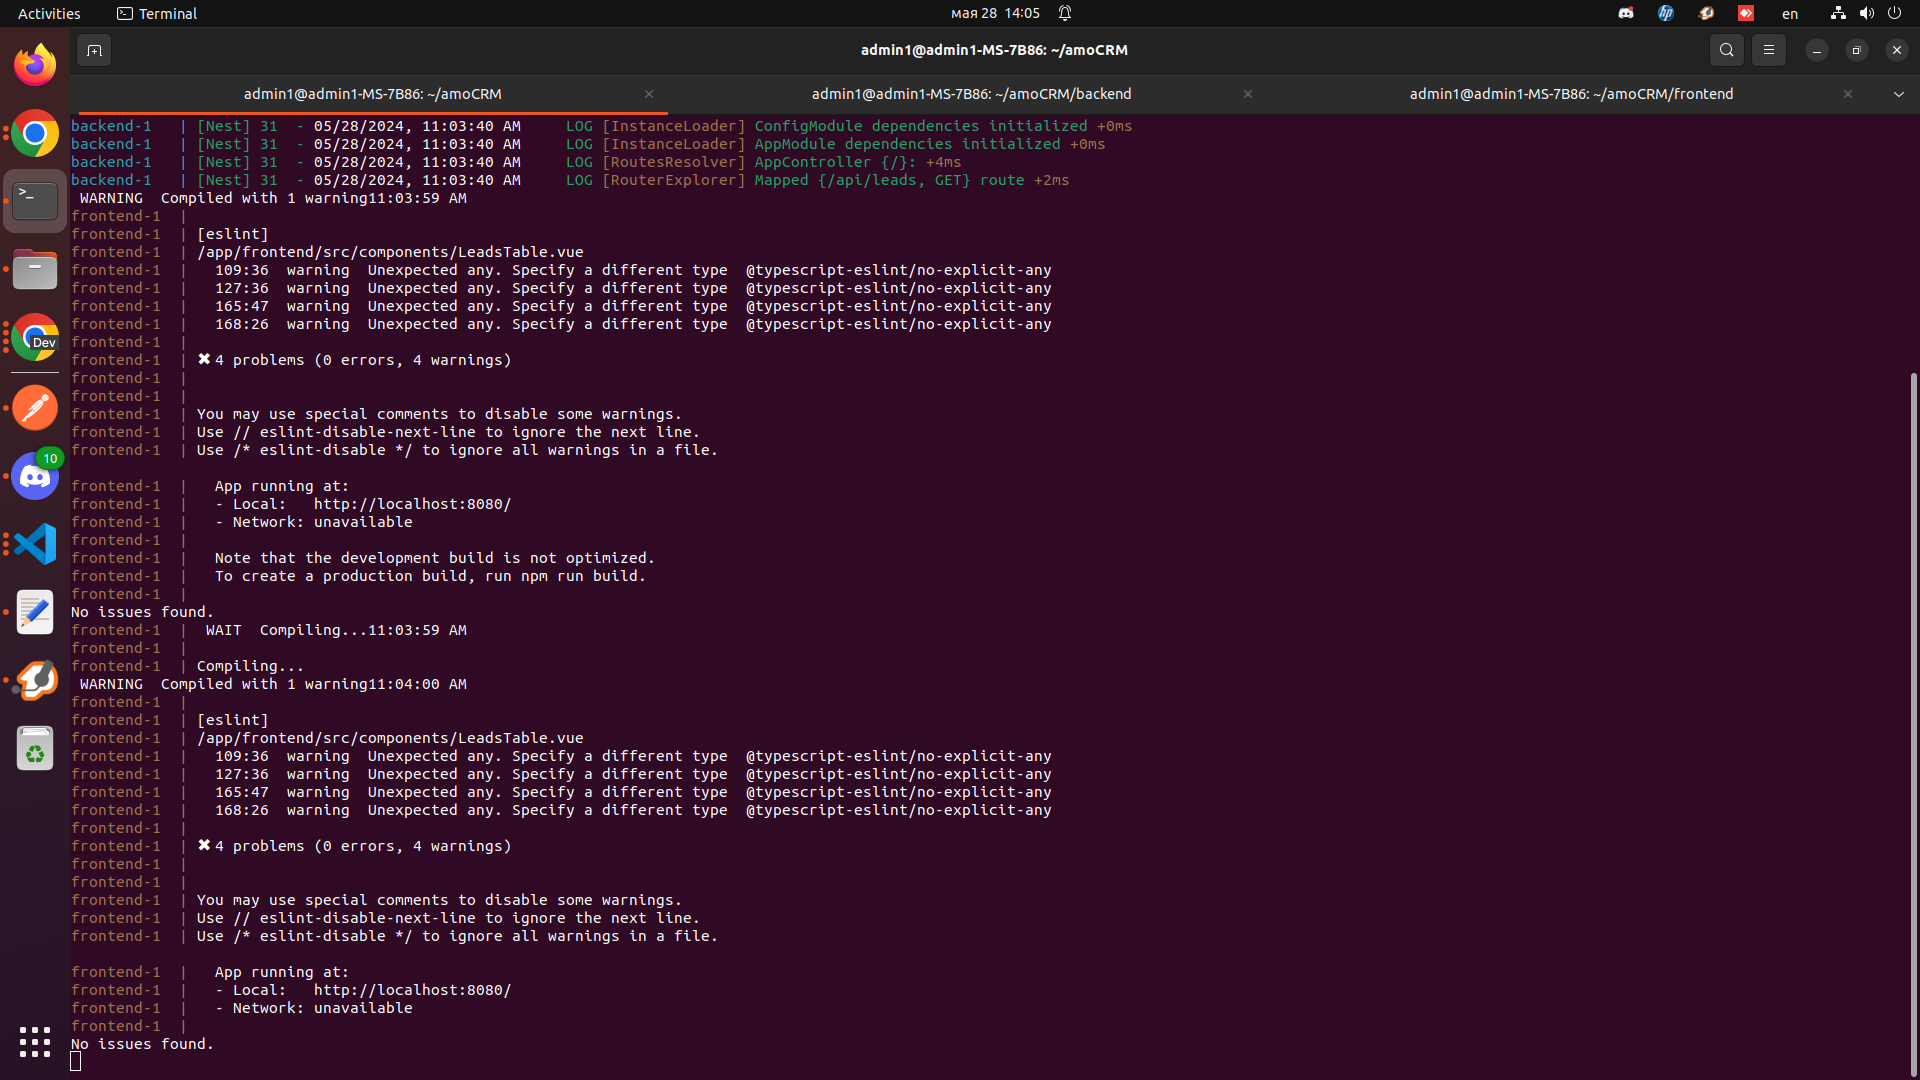 Activities
Terminal
мая 28 14:05
en
admin1@admin1-MS-7B86: ~/amoCRM
admin1@admin1-MS-7B86: ~/amoCRM
admin1@admin1-MS-7B86: ~/amoCRM/backend
admin1@admin1-MS-7B86: ~/amoCRM/frontend
backend-1   | [Nest] 31  - 05/28/2024, 11:03:40 AM     LOG [InstanceLoader] ConfigModule dependencies initialized +0ms
backend-1   | [Nest] 31  - 05/28/2024, 11:03:40 AM     LOG [InstanceLoader] AppModule dependencies initialized +0ms
backend-1   | [Nest] 31  - 05/28/2024, 11:03:40 AM     LOG [RoutesResolver] AppController {/}: +4ms
backend-1   | [Nest] 31  - 05/28/2024, 11:03:40 AM     LOG [RouterExplorer] Mapped {/api/leads, GET} route +2ms
 WARNING  Compiled with 1 warning11:03:59 AM
frontend-1  |
frontend-1  | [eslint]
frontend-1  | /app/frontend/src/components/LeadsTable.vue
frontend-1  |   109:36  warning  Unexpected any. Specify a different type  @typescript-eslint/no-explicit-any
frontend-1  |   127:36  warning  Unexpected any. Specify a different type  @typescript-eslint/no-explicit-any
frontend-1  |   165:47  warning  Unexpected any. Specify a different type  @typescript-eslint/no-explicit-any
frontend-1  |   168:26  warning  Unexpected any. Specify a different type  @typescript-eslint/no-explicit-any
frontend-1  |
frontend-1  | ✖ 4 problems (0 errors, 4 warnings)
frontend-1  |
frontend-1  |
frontend-1  | You may use special comments to disable some warnings.
frontend-1  | Use // eslint-disable-next-line to ignore the next line.
frontend-1  | Use /* eslint-disable */ to ignore all warnings in a file.
frontend-1  |   App running at:
frontend-1  |   - Local:   http://localhost:8080/
frontend-1  |   - Network: unavailable
frontend-1  |
frontend-1  |   Note that the development build is not optimized.
frontend-1  |   To create a production build, run npm run build.
frontend-1  |
No issues found.
frontend-1  |  WAIT  Compiling...11:03:59 AM
frontend-1  |
frontend-1  | Compiling...
 WARNING  Compiled with 1 warning11:04:00 AM
frontend-1  |
frontend-1  | [eslint]
frontend-1  | /app/frontend/src/components/LeadsTable.vue
frontend-1  |   109:36  warning  Unexpected any. Specify a different type  @typescript-eslint/no-explicit-any
frontend-1  |   127:36  warning  Unexpected any. Specify a different type  @typescript-eslint/no-explicit-any
frontend-1  |   165:47  warning  Unexpected any. Specify a different type  @typescript-eslint/no-explicit-any
frontend-1  |   168:26  warning  Unexpected any. Specify a different type  @typescript-eslint/no-explicit-any
frontend-1  |
frontend-1  | ✖ 4 problems (0 errors, 4 warnings)
frontend-1  |
frontend-1  |
frontend-1  | You may use special comments to disable some warnings.
frontend-1  | Use // eslint-disable-next-line to ignore the next line.
frontend-1  | Use /* eslint-disable */ to ignore all warnings in a file.
frontend-1  |   App running at:
frontend-1  |   - Local:   http://localhost:8080/
frontend-1  |   - Network: unavailable
frontend-1  |
No issues found.
Dev
10
hp